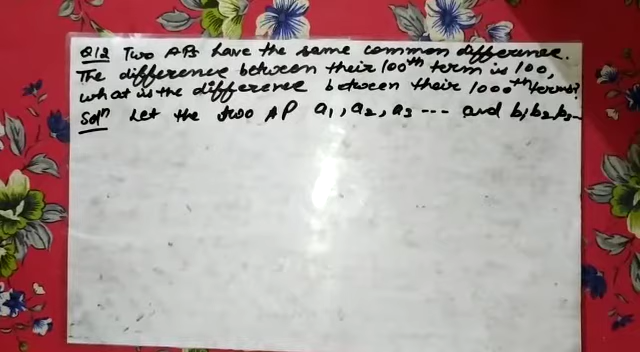 Q12 Two APs have the same common difference.
The difference between their 100th term is 100,
what is the difference between their 1000th terms?
Soln Let the two AP a1, a2, a3 --- and b1 b2 b3--